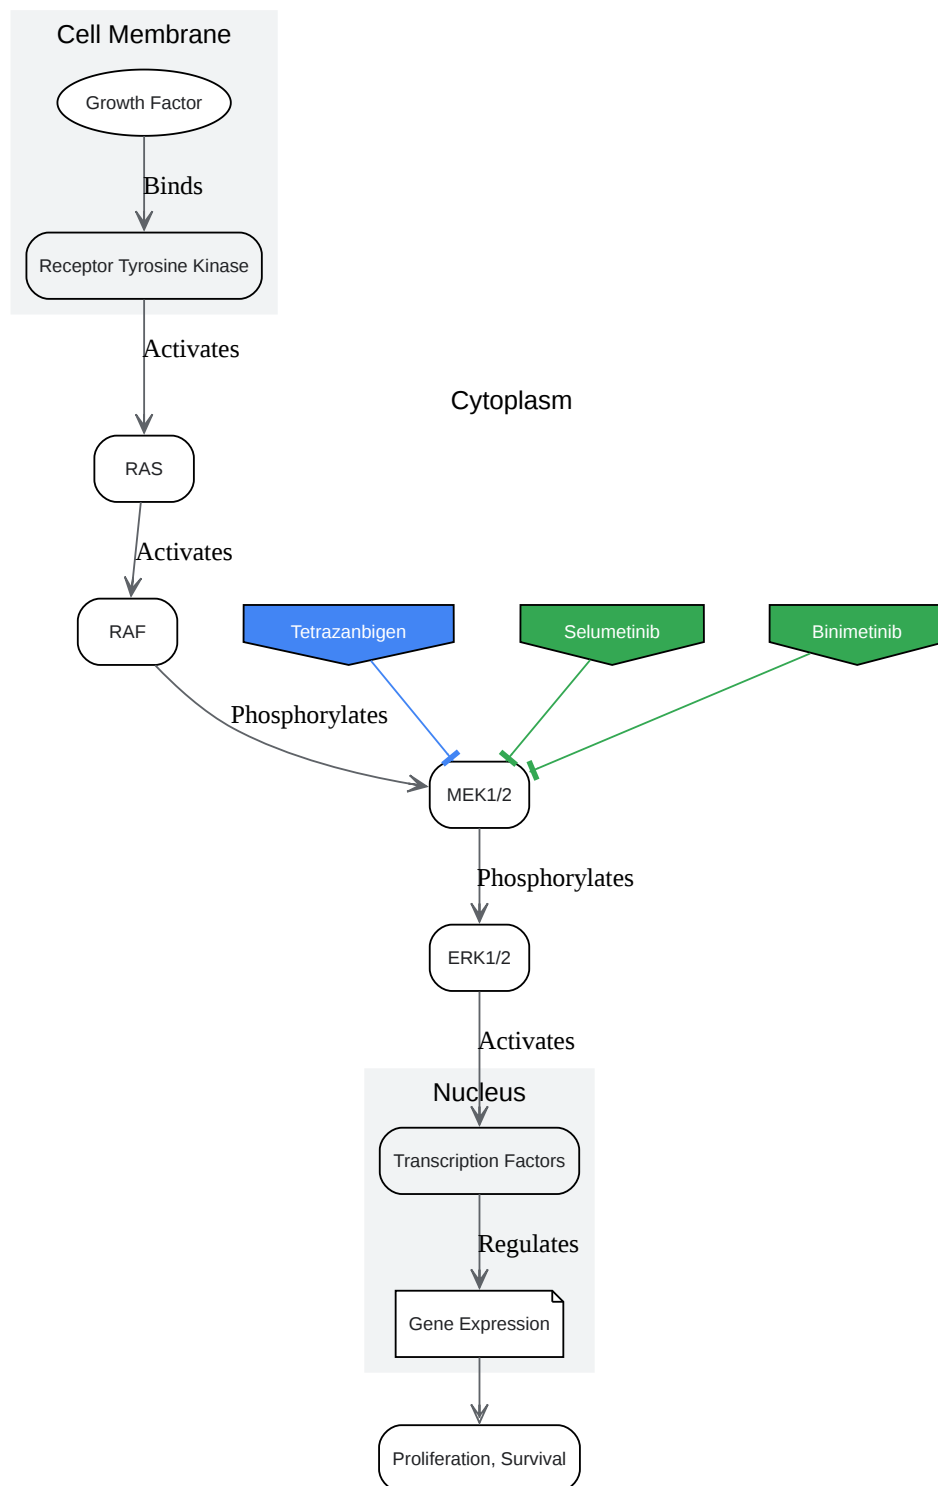 Cell Membrane
Growth Factor
Binds
Receptor Tyrosine Kinase
Activates
Cytoplasm
RAS
Activates
RAF
Tetrazanbigen
Selumetinib
Binimetinib
Phosphorylates
MEK1/2
Phosphorylates
ERK1/2
Activates
Nucleus
Transcription Factors
Regulates
Gene Expression
Proliferation, Survival